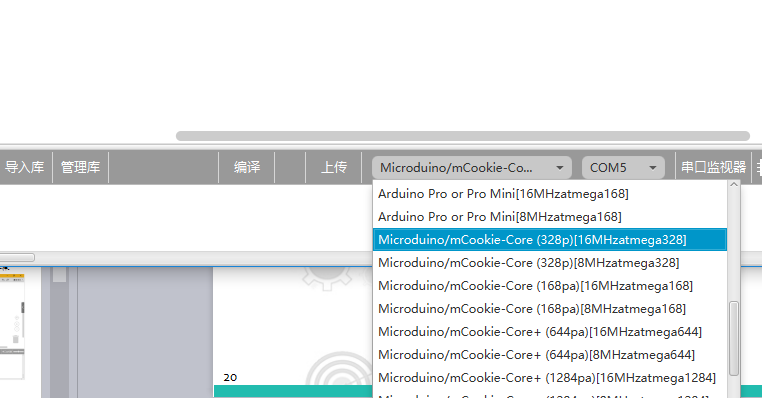 导入库 管理库 编译 上传 Microduino/mCookie-Co... COM5 串口监视器
Arduino Pro or Pro Mini[16MHzatmega168]
Arduino Pro or Pro Mini[8MHzatmega168]
Microduino/mCookie-Core (328p)[16MHzatmega328]
Microduino/mCookie-Core (328p)[8MHzatmega328]
Microduino/mCookie-Core (168pa)[16MHzatmega168]
Microduino/mCookie-Core (168pa)[8MHzatmega168]
Microduino/mCookie-Core+ (644pa)[16MHzatmega644]
Microduino/mCookie-Core+ (644pa)[8MHzatmega644]
Microduino/mCookie-Core+ (1284pa)[16MHzatmega1284]
20